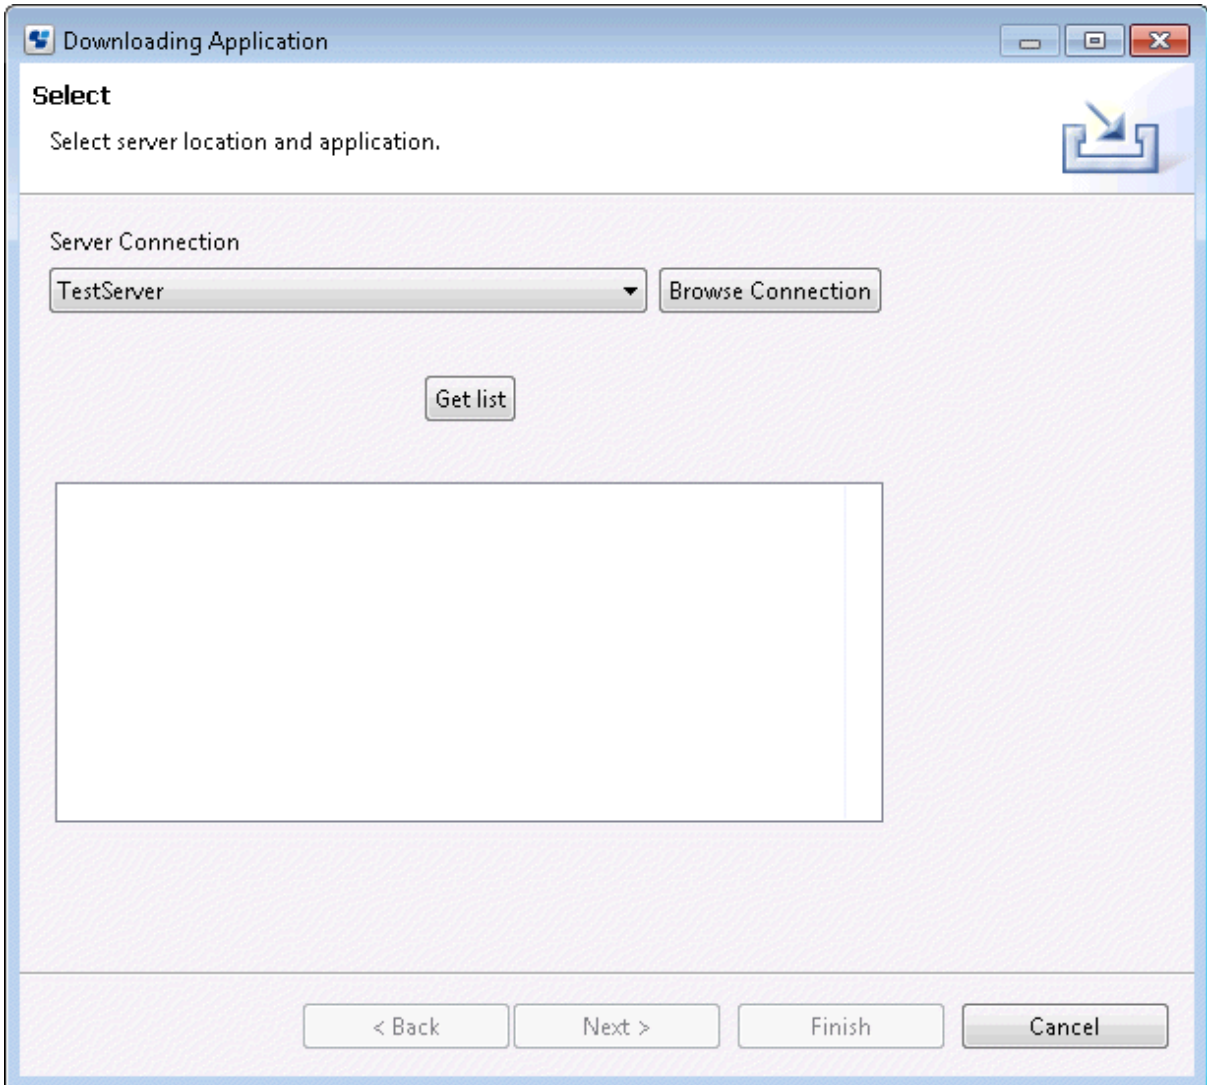 Downloading Application
Select
Select server location and application.
Server Connection
TestServer
Browse Connection
Get list
< Back
Next >
Finish
Cancel